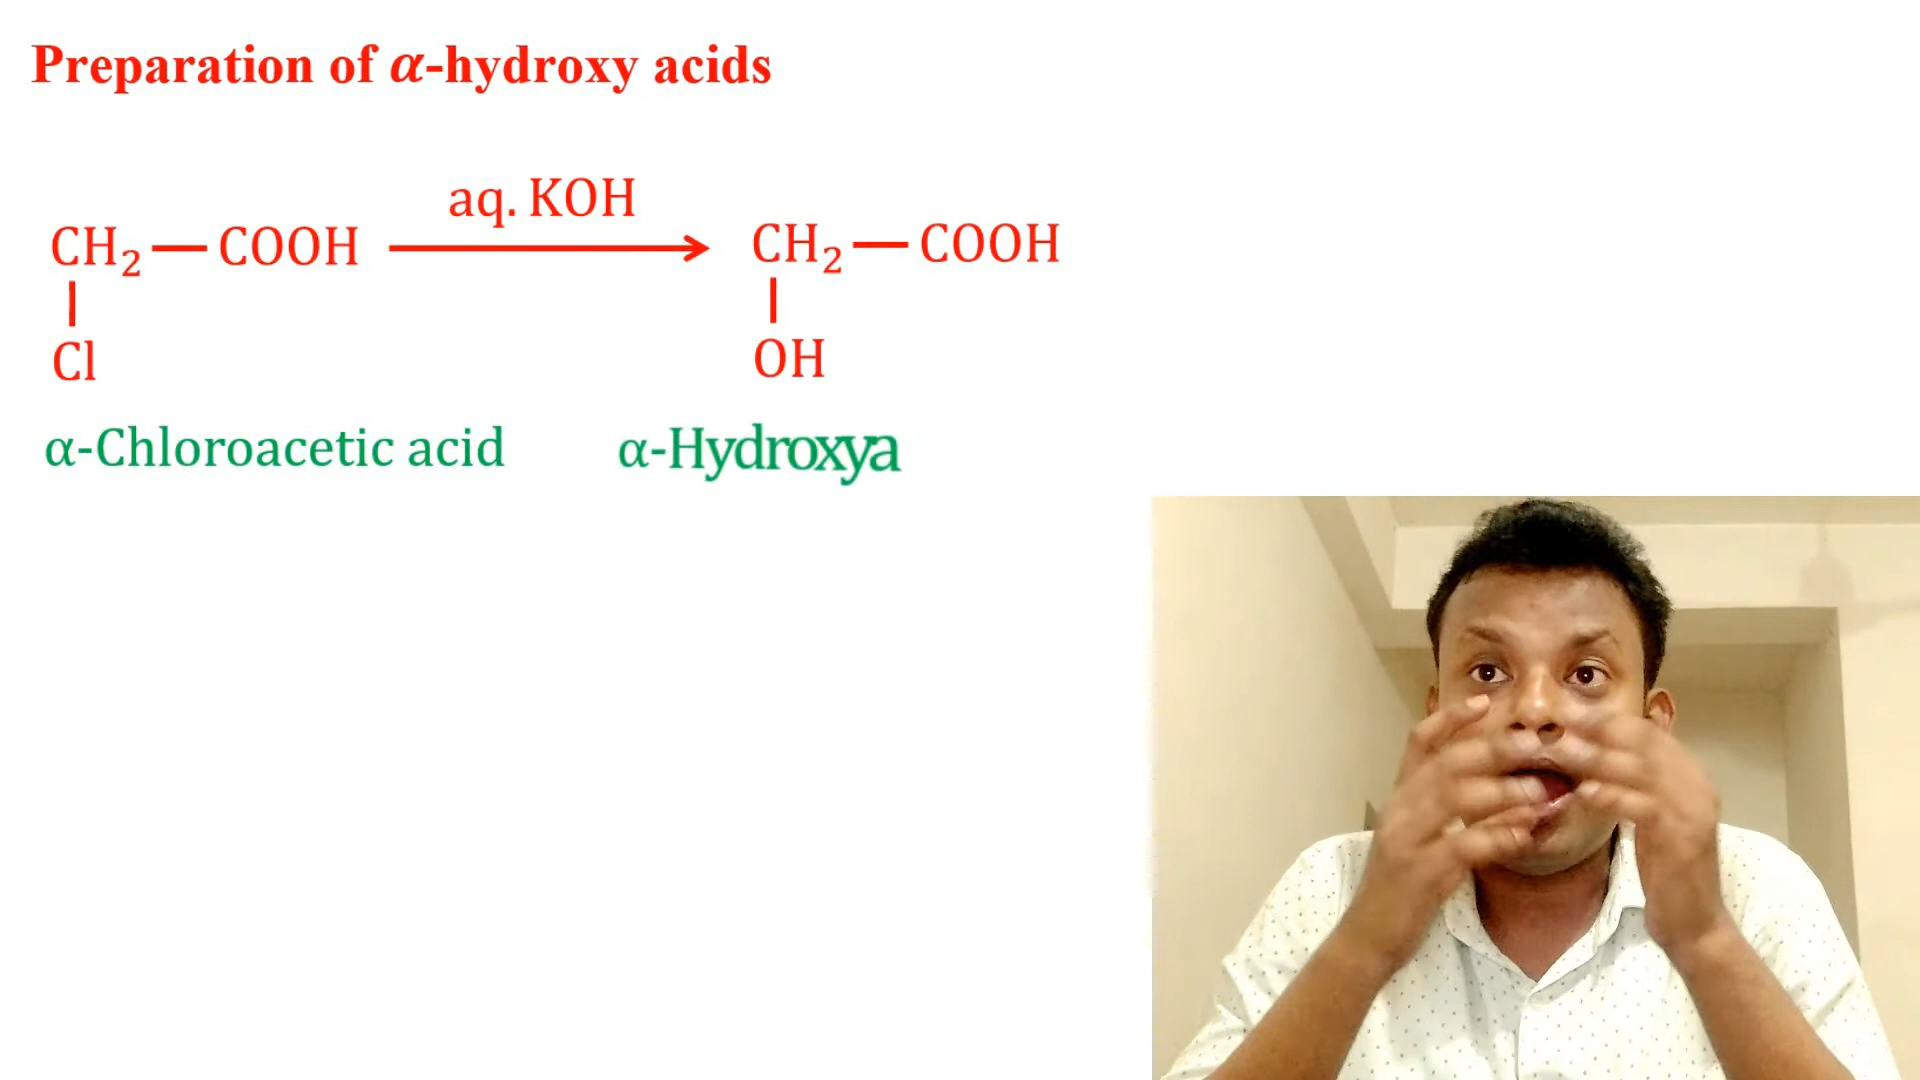 Preparation of α-hydroxy acids
aq. KOH
CH₂—COOH → CH₂—COOH
Cl OH
α-Chloroacetic acid α-Hydroxya